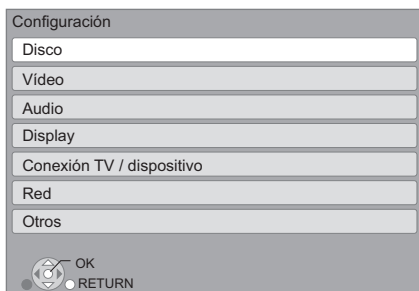 Configuración
Disco
Vídeo
Audio
Display
Conexión TV / dispositivo
Red
Otros
OK
RETURN